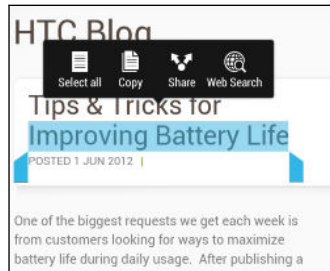 HTC Blog
Select all Copy Share Web Search
Tips & Tricks for
Improving Battery Life
POSTED 1 JUN 2012 |
One of the biggest requests we get each week is
from customers looking for ways to maximize
battery life during daily usage. After publishing a